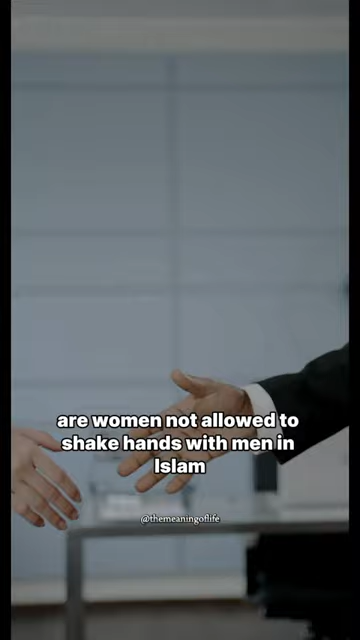 are women not allowed to
shake hands with men in
Islam
@themeaningoflife